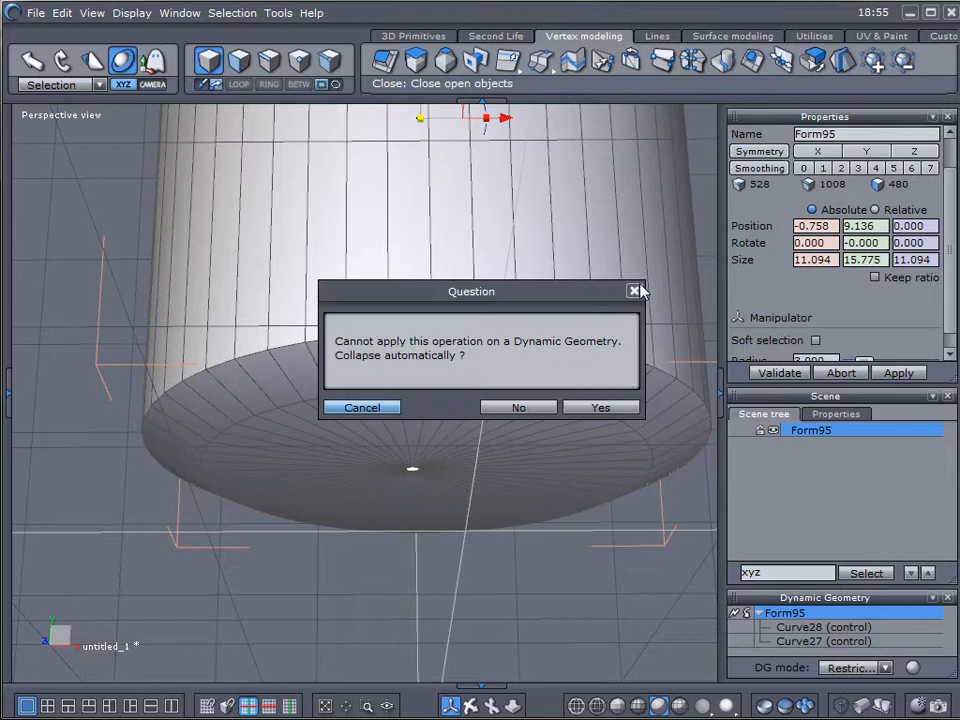 File Edit View Display Window Selection Tools Help
18:55
3D Primitives Second Life Vertex modeling Lines Surface modeling Utilities UV & Paint Custo
Selection XYZ CAMERA LOOP RING BETW
Close: Close open objects
Perspective view
Properties
Name Form95
Symmetry X Y Z
Smoothing 0 1 2 3 4 5 6 7
528 1008 480
Absolute Relative
Position -0.758 9.136 0.000
Rotate 0.000 -0.000 0.000
Size 11.094 15.775 11.094
Keep ratio
Manipulator
Soft selection
Radius 3.000
Validate Abort Apply
Question
Cannot apply this operation on a Dynamic Geometry.
Collapse automatically ?
Cancel No Yes
Scene
Scene tree Properties
Form95
xyz Select
Dynamic Geometry
Form95
Curve28 (control)
Curve27 (control)
DG mode: Restric...
Y
Z
untitled_1 *